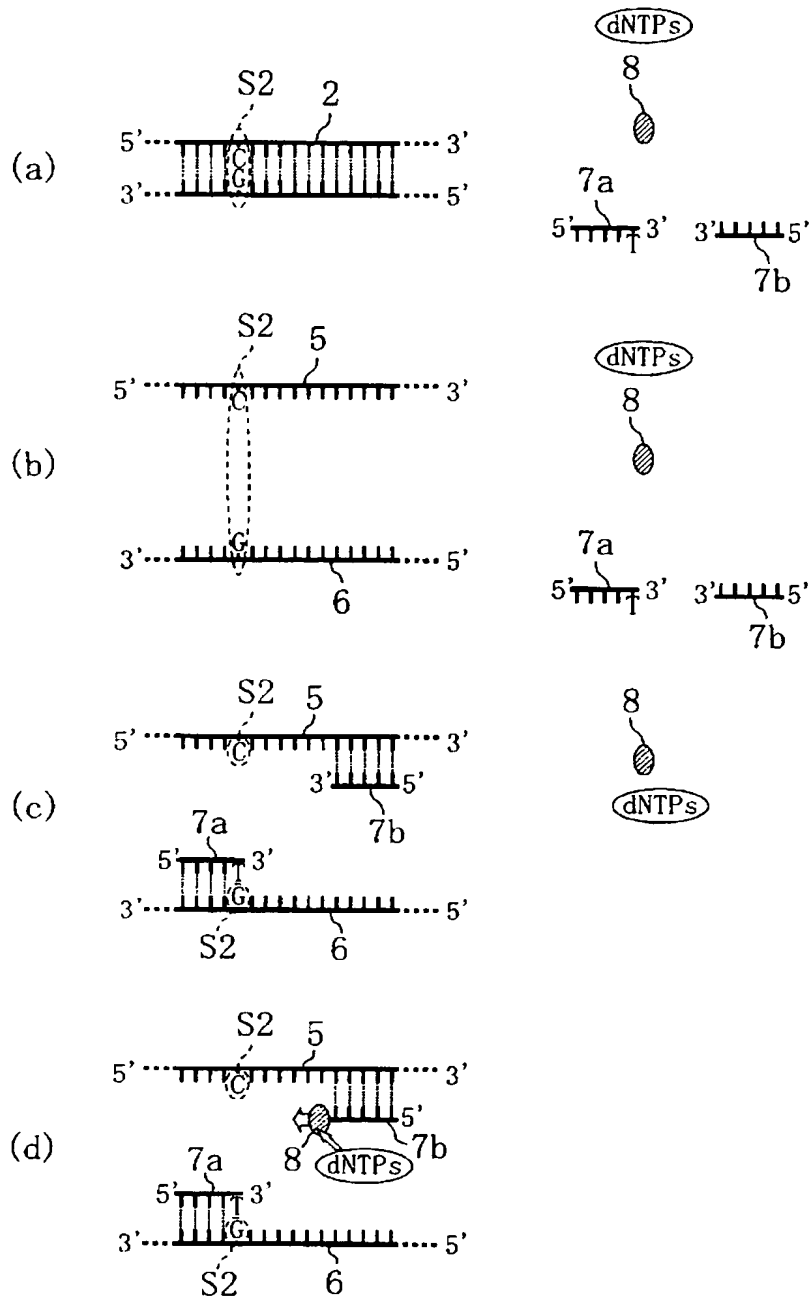 dNTPs
8
S2 2
(a) 5' C 3'
3' G 5'
7a
5' T 3' 3' 5'
7b
S2 5
5' C 3'
dNTPs
8
(b)
G
3' 5'
6
7a
5' T 3' 3' 5'
7b
S2 5 8
5' C 3'
3' 5'
7b
dNTPs
(c)
7a
5' 3'
T
G
3' 5'
S2 6
S2 5
5' C 3'
5'
8 7b
dNTPs
(d)
7a
5' 3'
T
G
3' 5'
S2 6